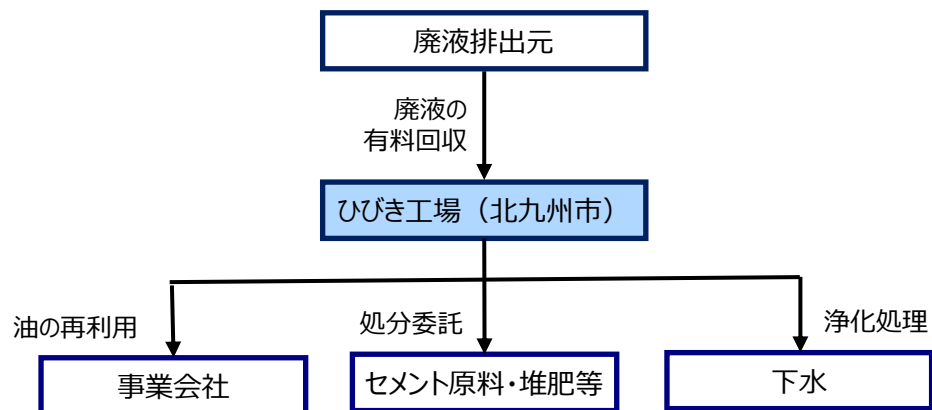 廃液排出元
廃液の
有料回収
ひびき工場（北九州市）
油の再利用
処分委託
浄化処理
事業会社
セメント原料・堆肥等
下水